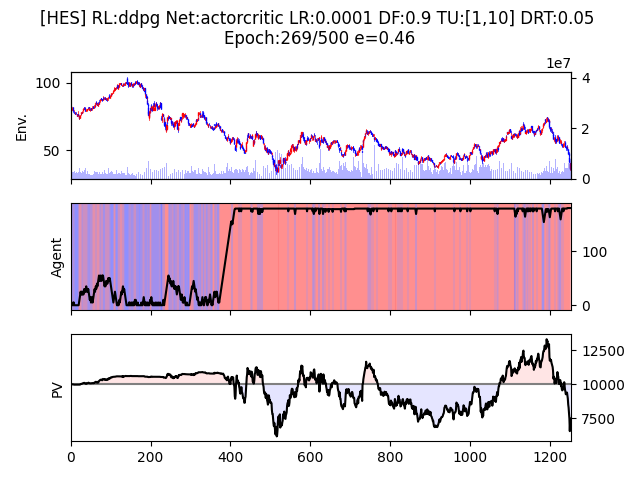 [HES] RL:ddpg Net:actorcritic LR:0.0001 DF:0.9 TU:[1,10] DRT:0.05
Epoch:269/500 e=0.46
1e7
100
50
Env.
4
2
0
Agent
100
0
PV
12500
10000
7500
0 200 400 600 800 1000 1200